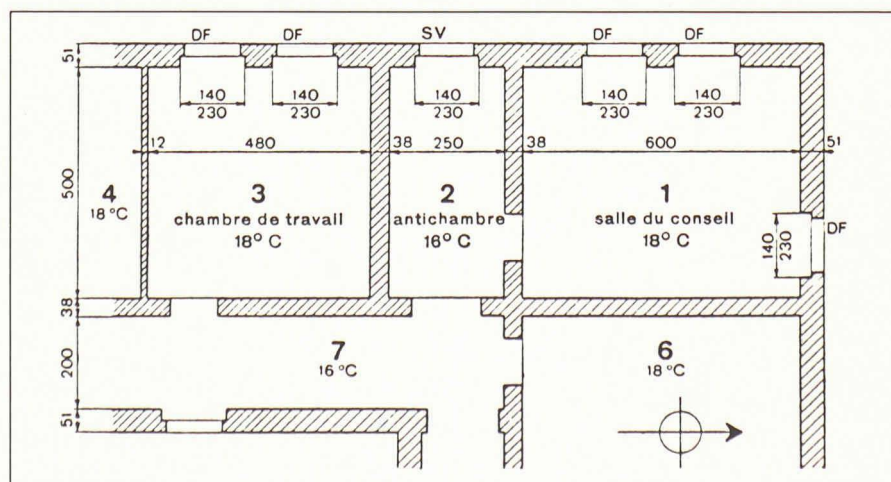 DF DF SV DF DF
51
140 140 140 140 140
230 230 230 230 230
12 480 38 250 38 600 51
500
4 3 2 1
18 °C chambre de travail antichambre salle du conseil
18° C 16° C 18° C
140
230
DF
38
7 6
16 °C 18 °C
200
51